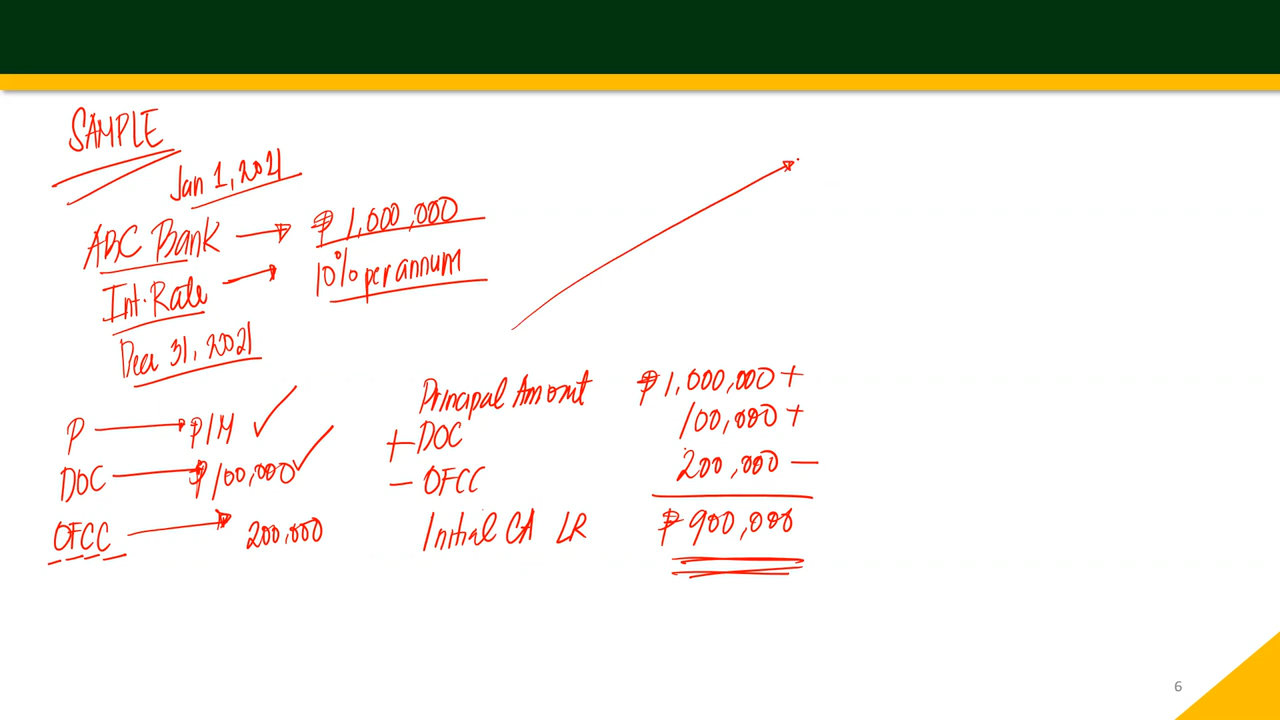 SAMPLE
Jan 1, 2021
ABC Bank → ₱ 1,000,000
Int. Rate → 10% per annum
Dec 31, 2021
P → ₱1M ✓
DOC → ₱100,000 ✓
OFCC → 200,000
Principal Amount ₱1,000,000 +
+ DOC 100,000 +
- OFCC 200,000 -
Initial CA LR ₱900,000
6